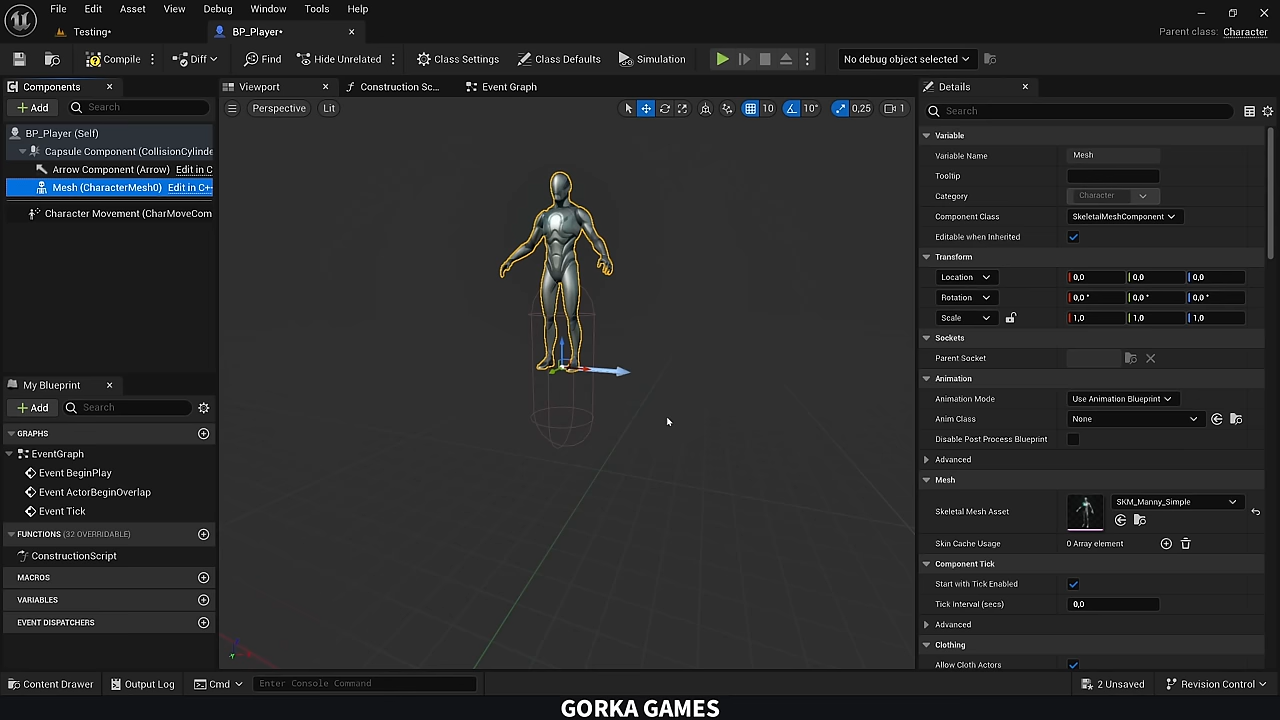 File Edit Asset View Debug Window Tools Help
Testing*
BP_Player*
Parent class: Character
Compile
Diff
Find
Hide Unrelated
Class Settings
Class Defaults
Simulation
No debug object selected
Components
Add
Search
BP_Player (Self)
Capsule Component (CollisionCylinde
Arrow Component (Arrow) Edit in C
Mesh (CharacterMesh0) Edit in C+
Character Movement (CharMoveCom
My Blueprint
Add
Search
GRAPHS
EventGraph
Event BeginPlay
Event ActorBeginOverlap
Event Tick
FUNCTIONS (32 OVERRIDABLE)
ConstructionScript
MACROS
VARIABLES
EVENT DISPATCHERS
Viewport
Construction Sc...
Event Graph
Perspective
Lit
10
10°
0,25
1
Details
Search
Variable
Variable Name Mesh
Tooltip
Category Character
Component Class SkeletalMeshComponent
Editable when Inherited
Transform
Location 0,0 0,0 0,0
Rotation 0,0 ° 0,0 ° 0,0 °
Scale 1,0 1,0 1,0
Sockets
Parent Socket
Animation
Animation Mode Use Animation Blueprint
Anim Class None
Disable Post Process Blueprint
Advanced
Mesh
Skeletal Mesh Asset SKM_Manny_Simple
Skin Cache Usage 0 Array element
Component Tick
Start with Tick Enabled
Tick Interval (secs) 0,0
Advanced
Clothing
Allow Cloth Actors
Content Drawer
Output Log
Cmd
Enter Console Command
2 Unsaved
Revision Control
GORKA GAMES